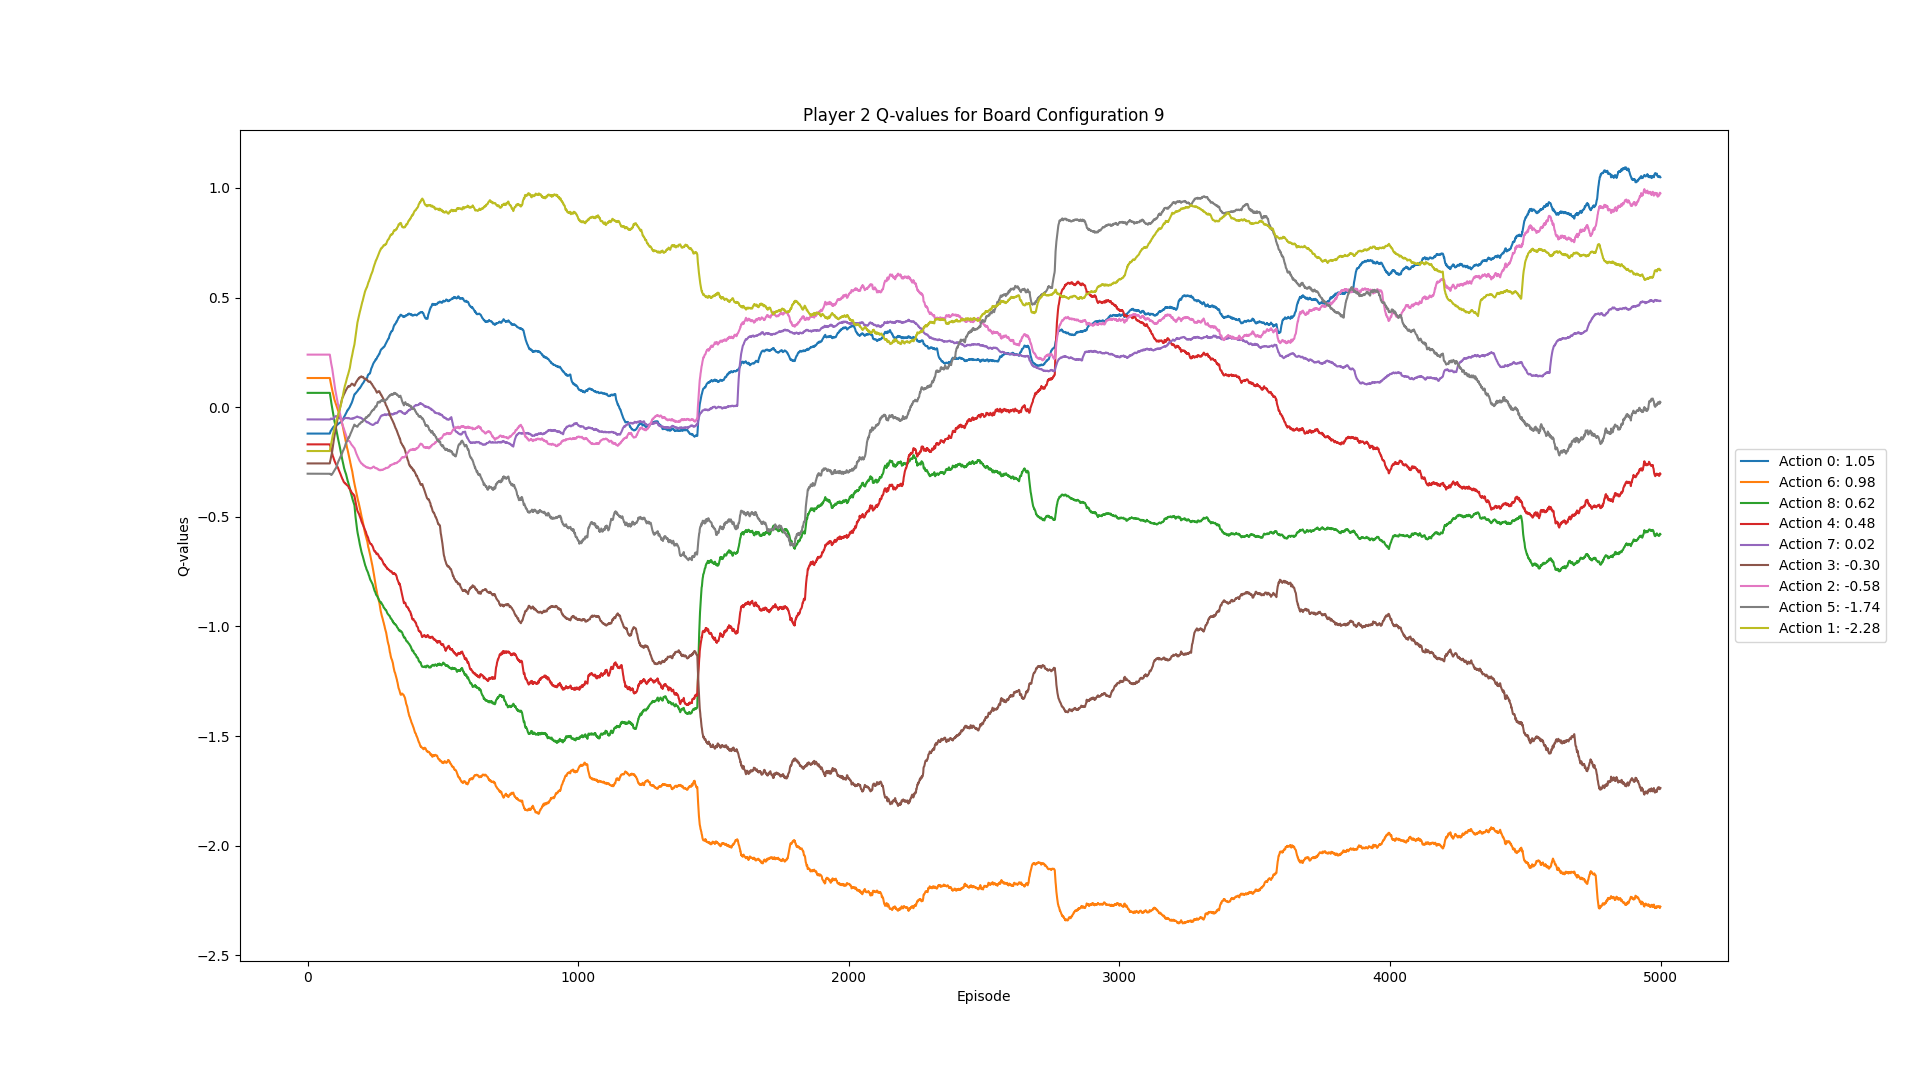 Player 2 Q-values for Board Configuration 9
Q-values
1.0
0.5
0.0
−0.5
−1.0
−1.5
−2.0
−2.5
0
1000
2000
3000
4000
5000
Episode
Action 0: 1.05
Action 6: 0.98
Action 8: 0.62
Action 4: 0.48
Action 7: 0.02
Action 3: -0.30
Action 2: -0.58
Action 5: -1.74
Action 1: -2.28